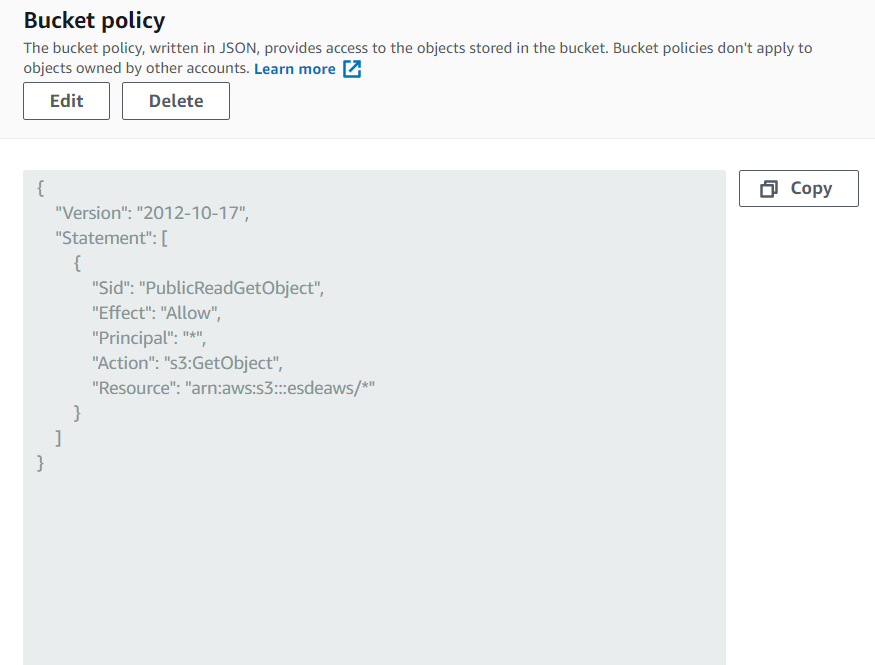 Bucket policy
The bucket policy, written in JSON, provides access to the objects stored in the bucket. Bucket policies don't apply to
objects owned by other accounts. Learn more
Edit Delete
{
"Version": "2012-10-17",
"Statement": [
{
"Sid": "PublicReadGetObject",
"Effect": "Allow",
"Principal": "*",
"Action": "s3:GetObject",
"Resource": "arn:aws:s3:::esdeaws/*"
}
]
}
Copy